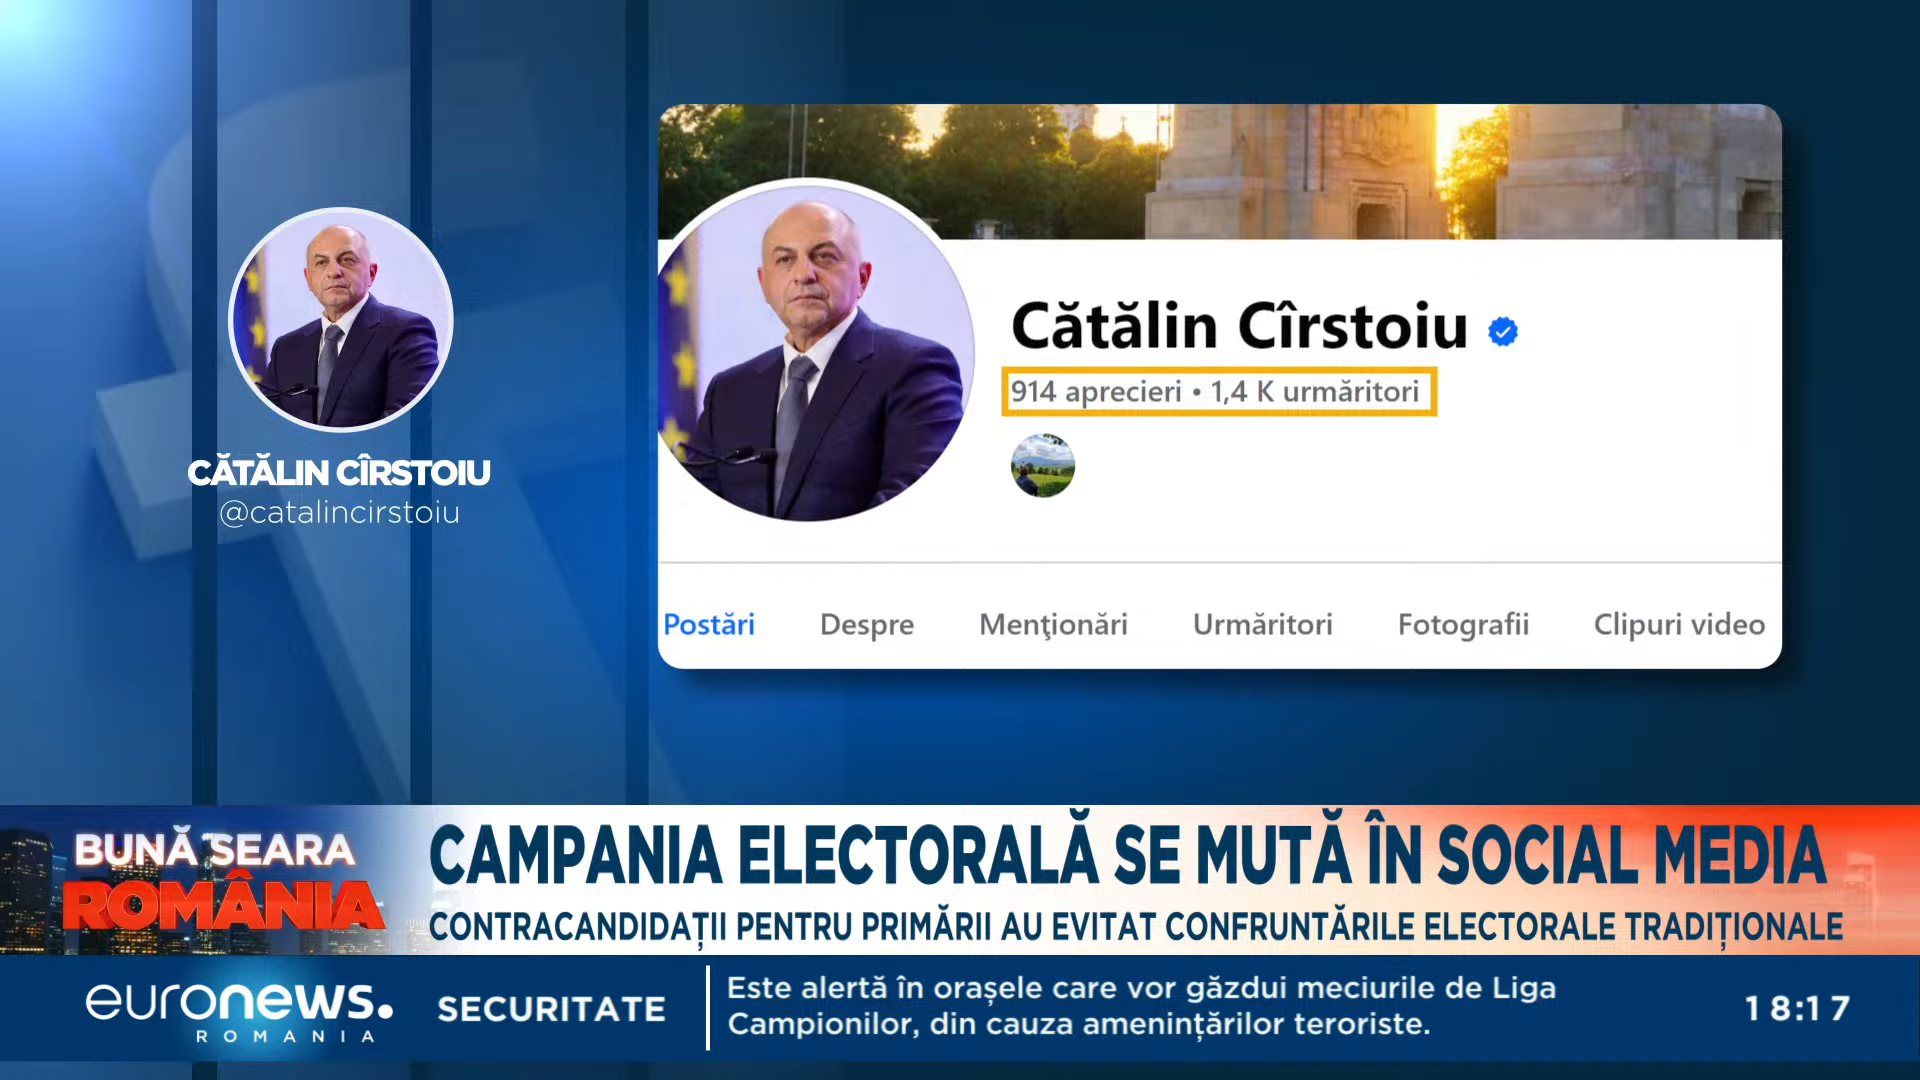 CĂTĂLIN CÎRSTOIU
@catalincirstoiu
Cătălin Cîrstoiu
914 aprecieri • 1,4 K urmăritori
Postări Despre Menţionări Urmăritori Fotografii Clipuri video
BUNĂ SEARA
ROMÂNIA
CAMPANIA ELECTORALĂ SE MUTĂ ÎN SOCIAL MEDIA
CONTRACANDIDAȚII PENTRU PRIMĂRII AU EVITAT CONFRUNTĂRILE ELECTORALE TRADIȚIONALE
euronews.
ROMANIA
SECURITATE
Este alertă în orașele care vor găzdui meciurile de Liga
Campionilor, din cauza amenințărilor teroriste.
18:17